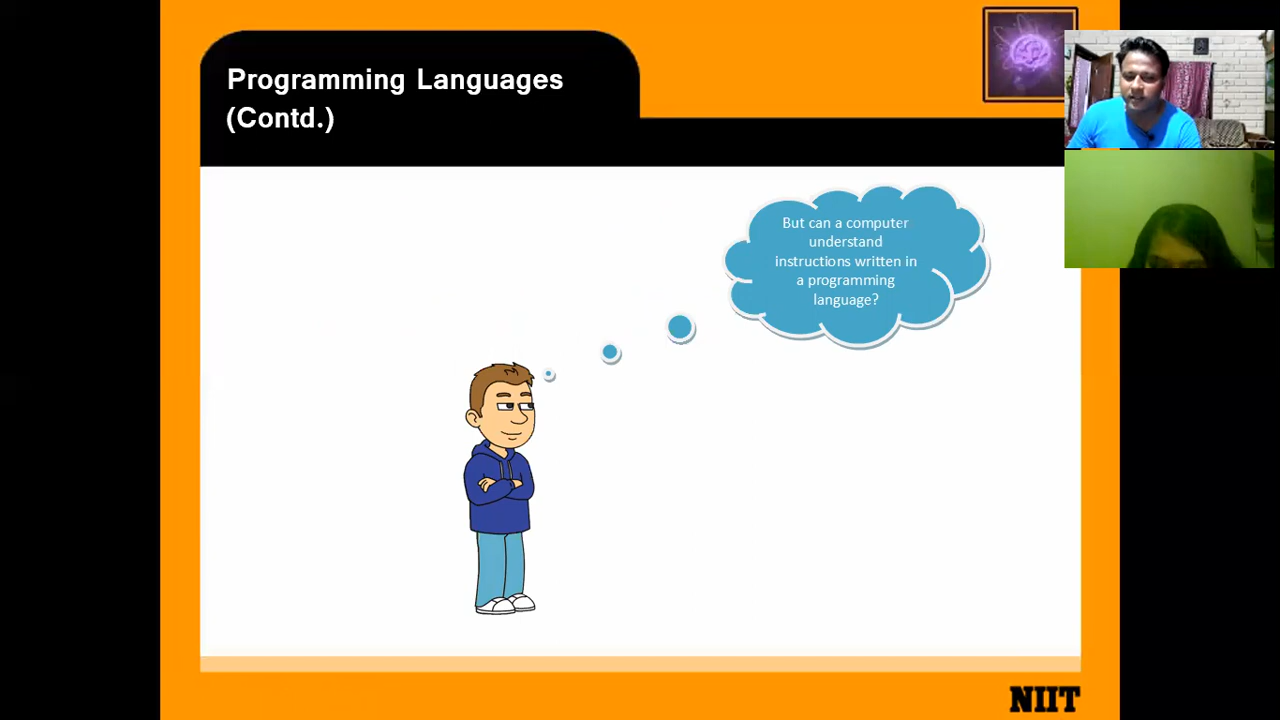 Programming Languages
(Contd.)
But can a computer
understand
instructions written in
a programming
language?
NIIT